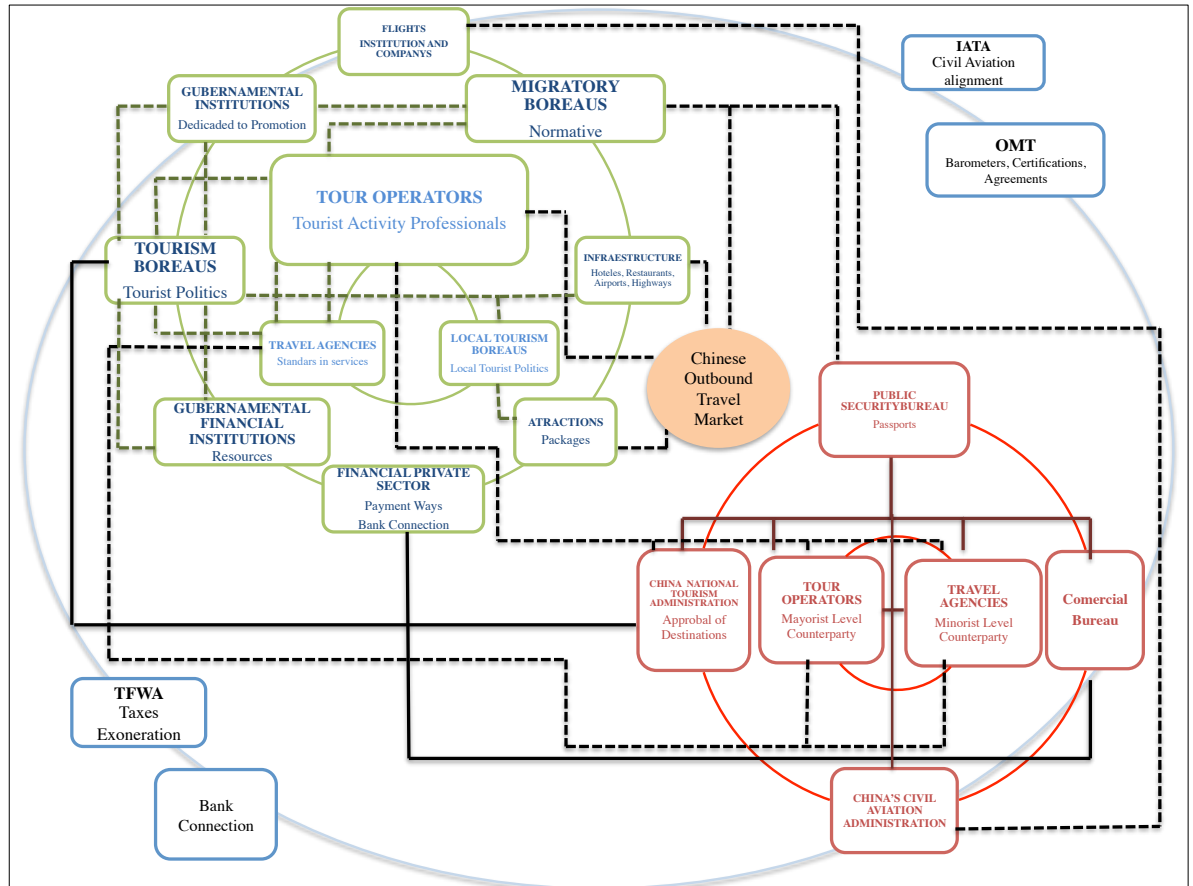 FLIGHTS
INSTITUTION AND
COMPANYS
IATA
Civil Aviation
alignment
GUBERNAMENTAL
INSTITUTIONS
Dedicaded to Promotion
MIGRATORY
BOREAUS
Normative
OMT
Barometers, Certifications,
Agreements
TOUR OPERATORS
Tourist Activity Professionals
TOURISM
BOREAUS
Tourist Politics
INFRAESTRUCTURE
Hoteles, Restaurants,
Airports, Highways
TRAVEL AGENCIES
Standars in services
LOCAL TOURISM
BOREAUS
Local Tourist Politics
Chinese
Outbound
Travel
Market
GUBERNAMENTAL
FINANCIAL
INSTITUTIONS
Resources
ATRACTIONS
Packages
PUBLIC
SECURITYBUREAU
Passports
FINANCIAL PRIVATE
SECTOR
Payment Ways
Bank Connection
CHINA NATIONAL
TOURISM
ADMINISTRATION
Approbal of
Destinations
TOUR
OPERATORS
Mayorist Level
Counterparty
TRAVEL
AGENCIES
Minorist Level
Counterparty
Comercial
Bureau
TFWA
Taxes
Exoneration
Bank
Connection
CHINA'S CIVIL
AVIATION
ADMINISTRATION